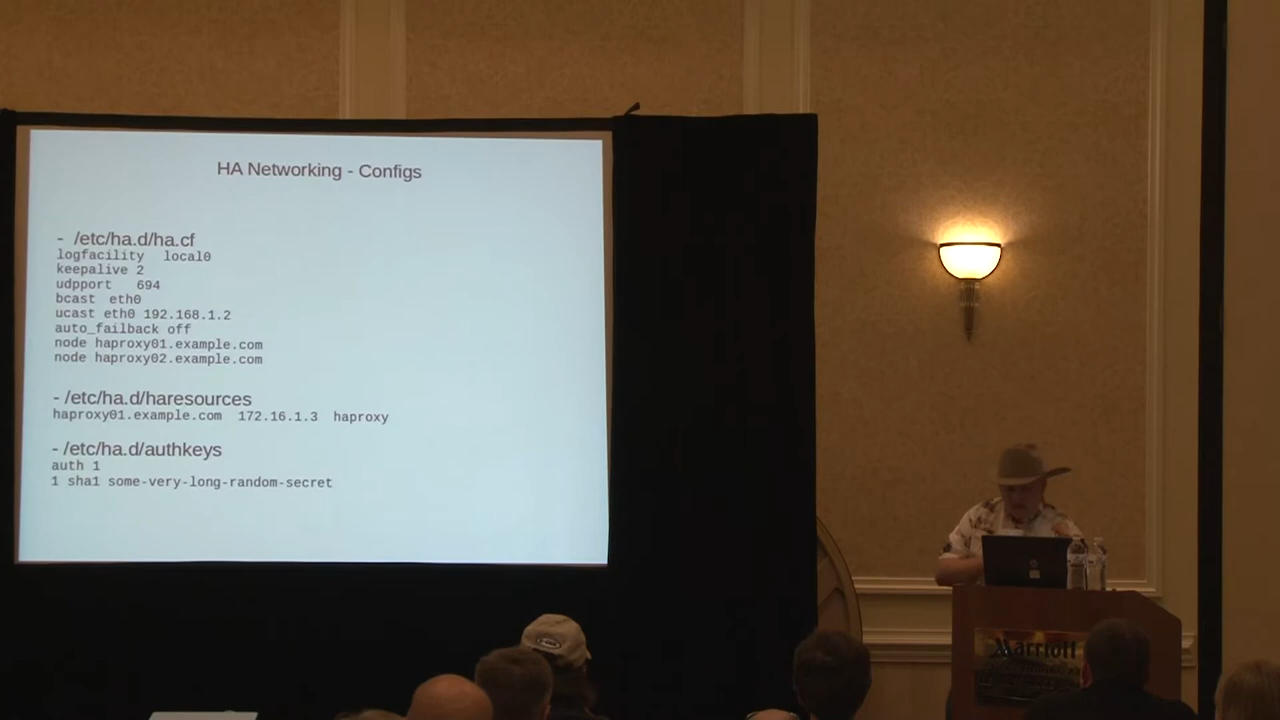 HA Networking - Configs
- /etc/ha.d/ha.cf
logfacility local0
keepalive 2
udpport 694
bcast eth0
ucast eth0 192.168.1.2
auto_failback off
node haproxy01.example.com
node haproxy02.example.com
- /etc/ha.d/haresources
haproxy01.example.com 172.16.1.3 haproxy
- /etc/ha.d/authkeys
auth 1
1 sha1 some-very-long-random-secret
Marriott